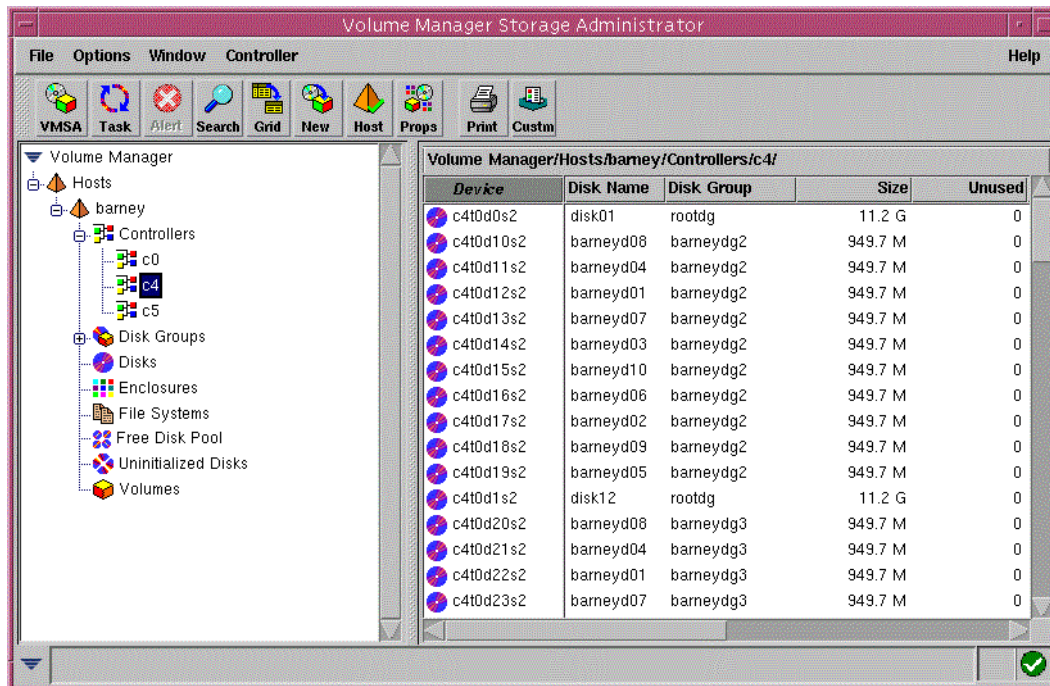 Volume Manager Storage Administrator
File Options Window Controller Help
VMSA Task Alert Search Grid New Host Props Print Custm
Volume Manager
Hosts
barney
Controllers
c0
c4
c5
Disk Groups
Disks
Enclosures
File Systems
Free Disk Pool
Uninitialized Disks
Volumes
Volume Manager/Hosts/barney/Controllers/c4/
Device Disk Name Disk Group Size Unused
c4t0d0s2 disk01 rootdg 11.2 G 0
c4t0d10s2 barneyd08 barneydg2 949.7 M 0
c4t0d11s2 barneyd04 barneydg2 949.7 M 0
c4t0d12s2 barneyd01 barneydg2 949.7 M 0
c4t0d13s2 barneyd07 barneydg2 949.7 M 0
c4t0d14s2 barneyd03 barneydg2 949.7 M 0
c4t0d15s2 barneyd10 barneydg2 949.7 M 0
c4t0d16s2 barneyd06 barneydg2 949.7 M 0
c4t0d17s2 barneyd02 barneydg2 949.7 M 0
c4t0d18s2 barneyd09 barneydg2 949.7 M 0
c4t0d19s2 barneyd05 barneydg2 949.7 M 0
c4t0d1s2 disk12 rootdg 11.2 G 0
c4t0d20s2 barneyd08 barneydg3 949.7 M 0
c4t0d21s2 barneyd04 barneydg3 949.7 M 0
c4t0d22s2 barneyd01 barneydg3 949.7 M 0
c4t0d23s2 barneyd07 barneydg3 949.7 M 0